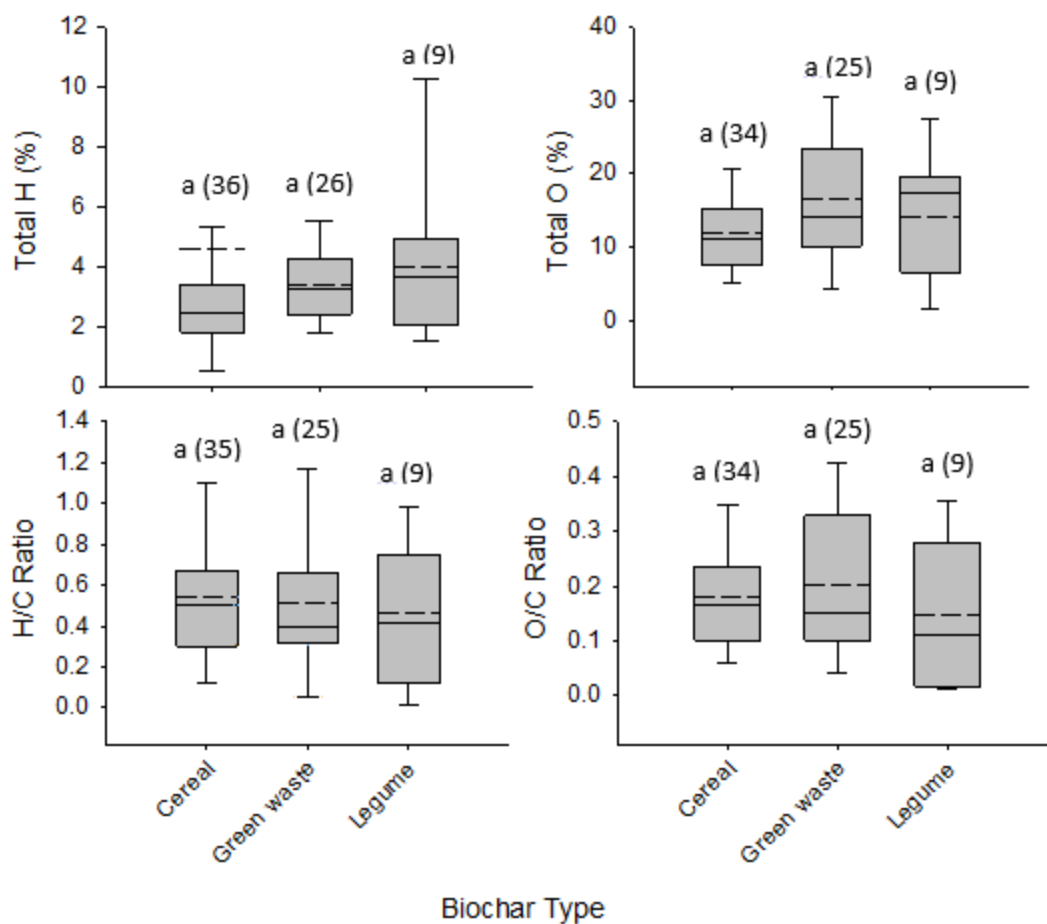 Total H (%)
12
10
8
6
4
2
0
a (36)
a (26)
a (9)
Total O (%)
40
30
20
10
0
a (34)
a (25)
a (9)
H/C Ratio
1.4
1.2
1.0
0.8
0.6
0.4
0.2
0.0
a (35)
a (25)
a (9)
Cereal
Green waste
Legume
O/C Ratio
0.5
0.4
0.3
0.2
0.1
0.0
a (34)
a (25)
a (9)
Cereal
Green waste
Legume
Biochar Type